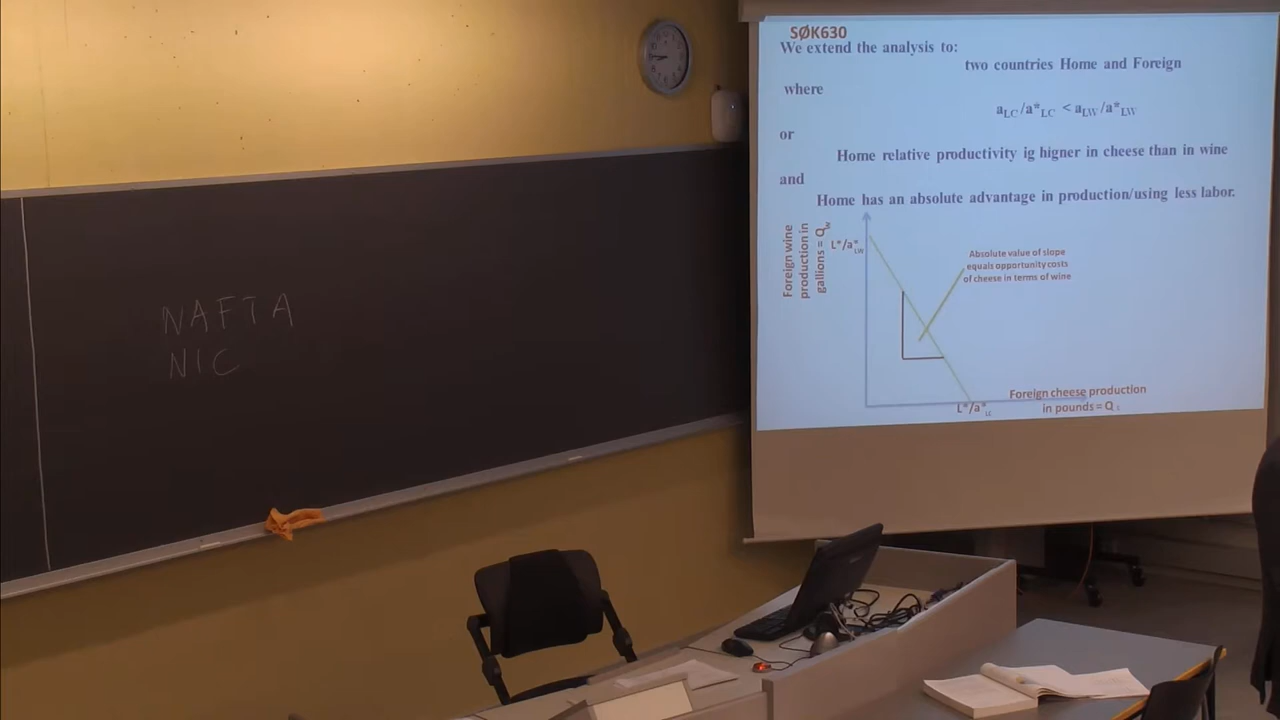 NAFTA
NIC
SØK630
We extend the analysis to:
two countries Home and Foreign
where
aLC/a*LC < aLW/a*LW
or
Home relative productivity ig higner in cheese than in wine
and
Home has an absolute advantage in production/using less labor.
Foreign wine
production in
gallions = QW
L*/a*LW
Absolute value of slope
equals opportunity costs
of cheese in terms of wine
Foreign cheese production
in pounds = Q
L*/a*LC